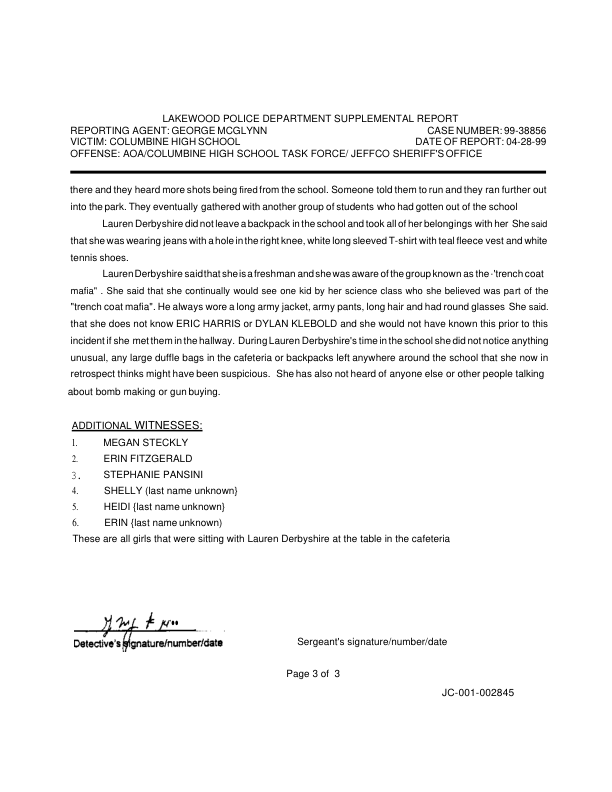 LAKEWOOD POLICE DEPARTMENT SUPPLEMENTAL REPORT
REPORTING AGENT: GEORGE MCGLYNN CASE NUMBER: 99-38856
VICTIM: COLUMBINE HIGH SCHOOL DATE OF REPORT: 04-28-99
OFFENSE: AOA/COLUMBINE HIGH SCHOOL TASK FORCE/ JEFFCO SHERIFF'S OFFICE
there and they heard more shots being fired from the school. Someone told them to run and they ran further out
into the park. They eventually gathered with another group of students who had gotten out of the school
Lauren Derbyshire did not leave a backpack in the school and took all of her belongings with her She said
that she was wearing jeans with a hole in the right knee, white long sleeved T-shirt with teal fleece vest and white
tennis shoes.
Lauren Derbyshire said that she is a freshman and she was aware of the group known as the ·'trench coat
mafia" . She said that she continually would see one kid by her science class who she believed was part of the
"trench coat mafia". He always wore a long army jacket, army pants, long hair and had round glasses She said.
that she does not know ERIC HARRIS or DYLAN KLEBOLD and she would not have known this prior to this
incident if she met them in the hallway. During Lauren Derbyshire's time in the school she did not notice anything
unusual, any large duffle bags in the cafeteria or backpacks left anywhere around the school that she now in
retrospect thinks might have been suspicious. She has also not heard of anyone else or other people talking
about bomb making or gun buying.
ADDITIONAL WITNESSES:
1. MEGAN STECKLY
2. ERIN FITZGERALD
3. STEPHANIE PANSINI
4. SHELLY (last name unknown}
5. HEIDI {last name unknown}
6. ERIN {last name unknown)
These are all girls that were sitting with Lauren Derbyshire at the table in the cafeteria
Detective's signature/number/date Sergeant's signature/number/date
Page 3 of 3
JC-001-002845